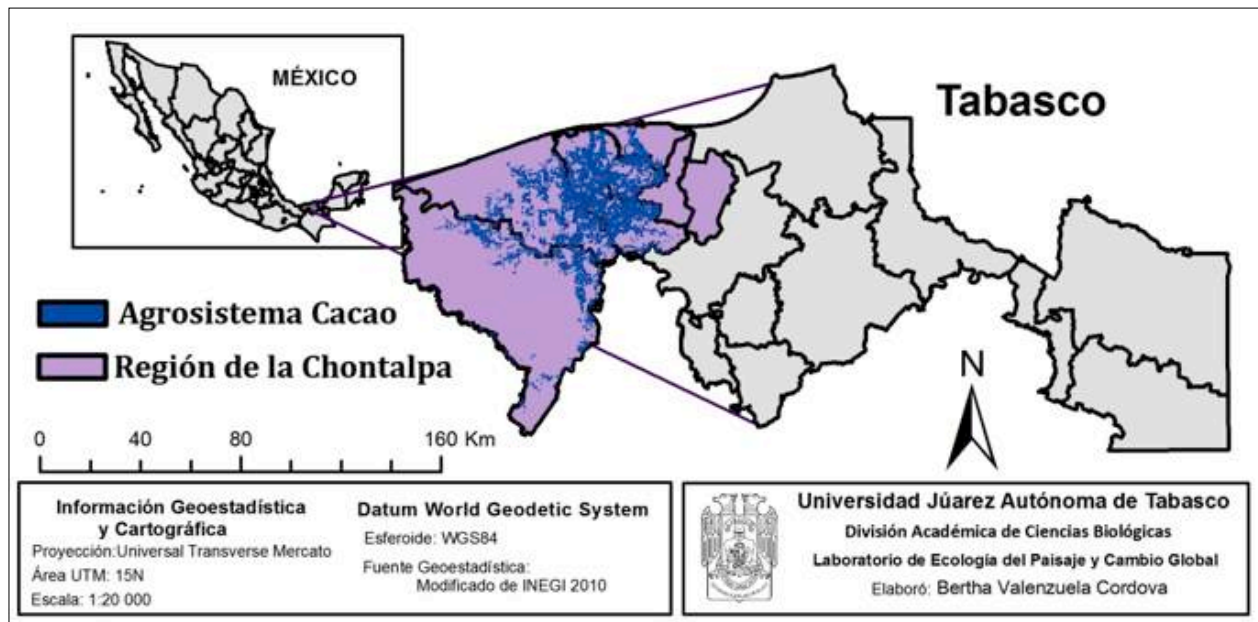 MÉXICO
Tabasco
Agrosistema Cacao
Región de la Chontalpa
N
0 40 80 160 Km
Información Geoestadística
y Cartográfica
Proyección:Universal Transverse Mercato
Área UTM: 15N
Escala: 1:20 000
Datum World Geodetic System
Esferoide: WGS84
Fuente Geoestadística:
Modificado de INEGI 2010
Universidad Júarez Autónoma de Tabasco
División Académica de Ciencias Biológicas
Laboratorio de Ecología del Paisaje y Cambio Global
Elaboró: Bertha Valenzuela Cordova